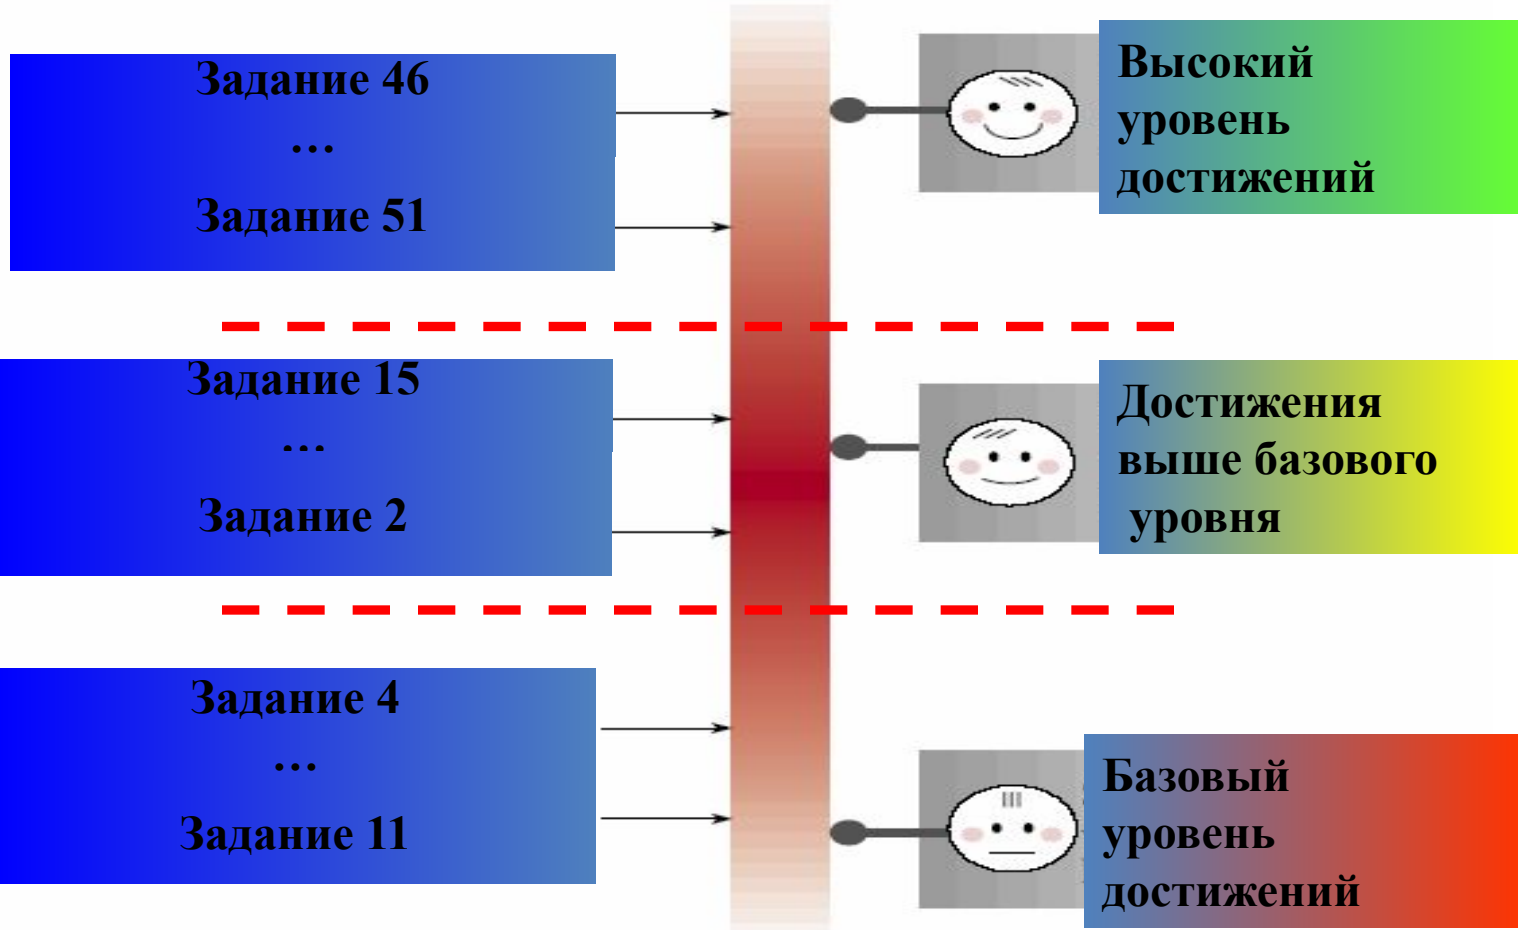 Задание 46
…
Задание 51
Высокий
уровень
достижений
Задание 15
…
Задание 2
Достижения
выше базового
уровня
Задание 4
…
Задание 11
Базовый
уровень
достижений